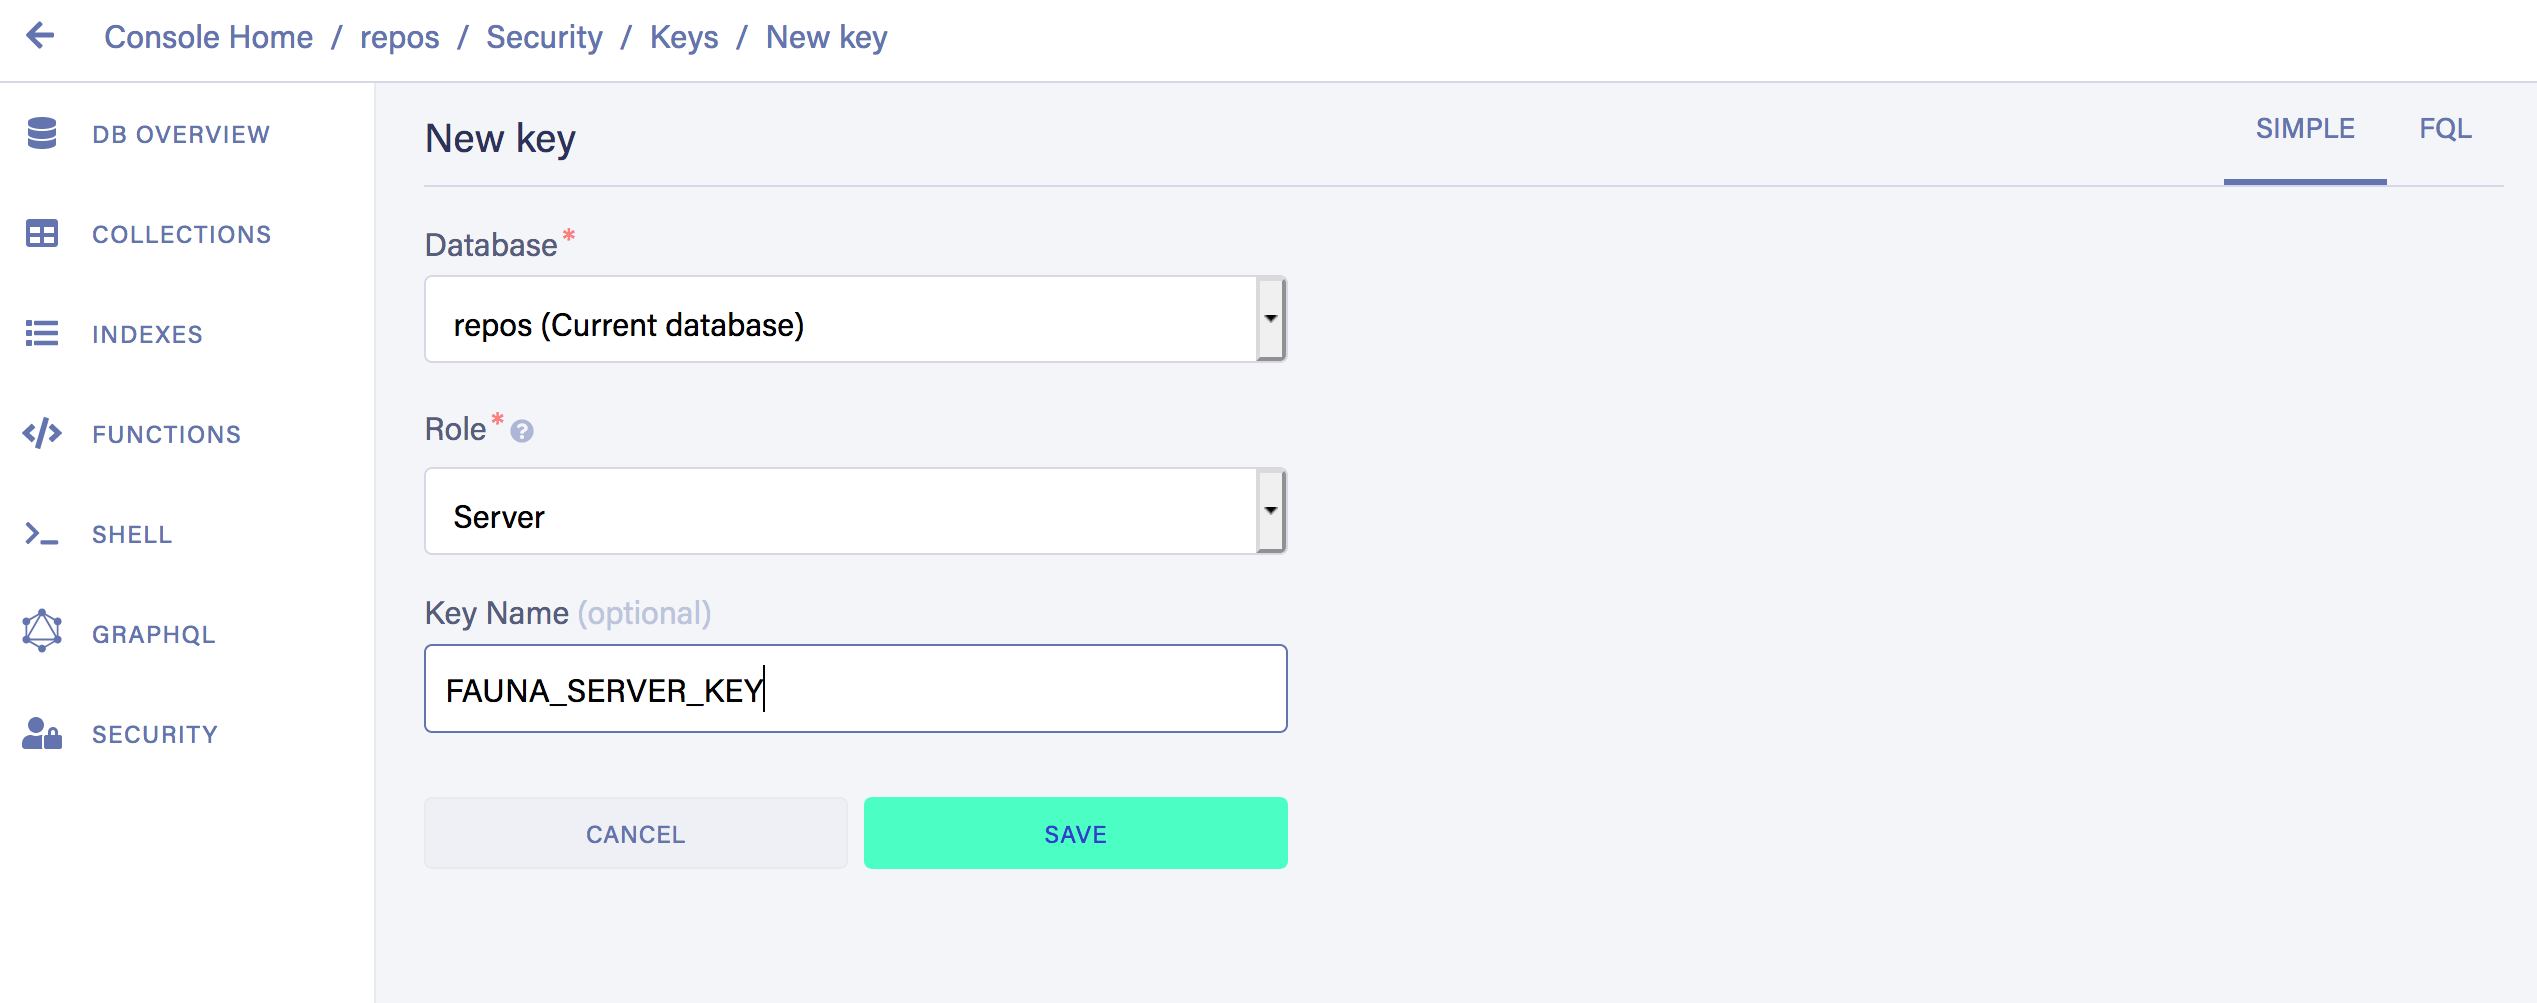 Console Home / repos / Security / Keys / New key
DB OVERVIEW
COLLECTIONS
INDEXES
FUNCTIONS
SHELL
GRAPHQL
SECURITY
New key
SIMPLE FQL
Database*
repos (Current database)
Role* ?
Server
Key Name (optional)
FAUNA_SERVER_KEY
CANCEL SAVE